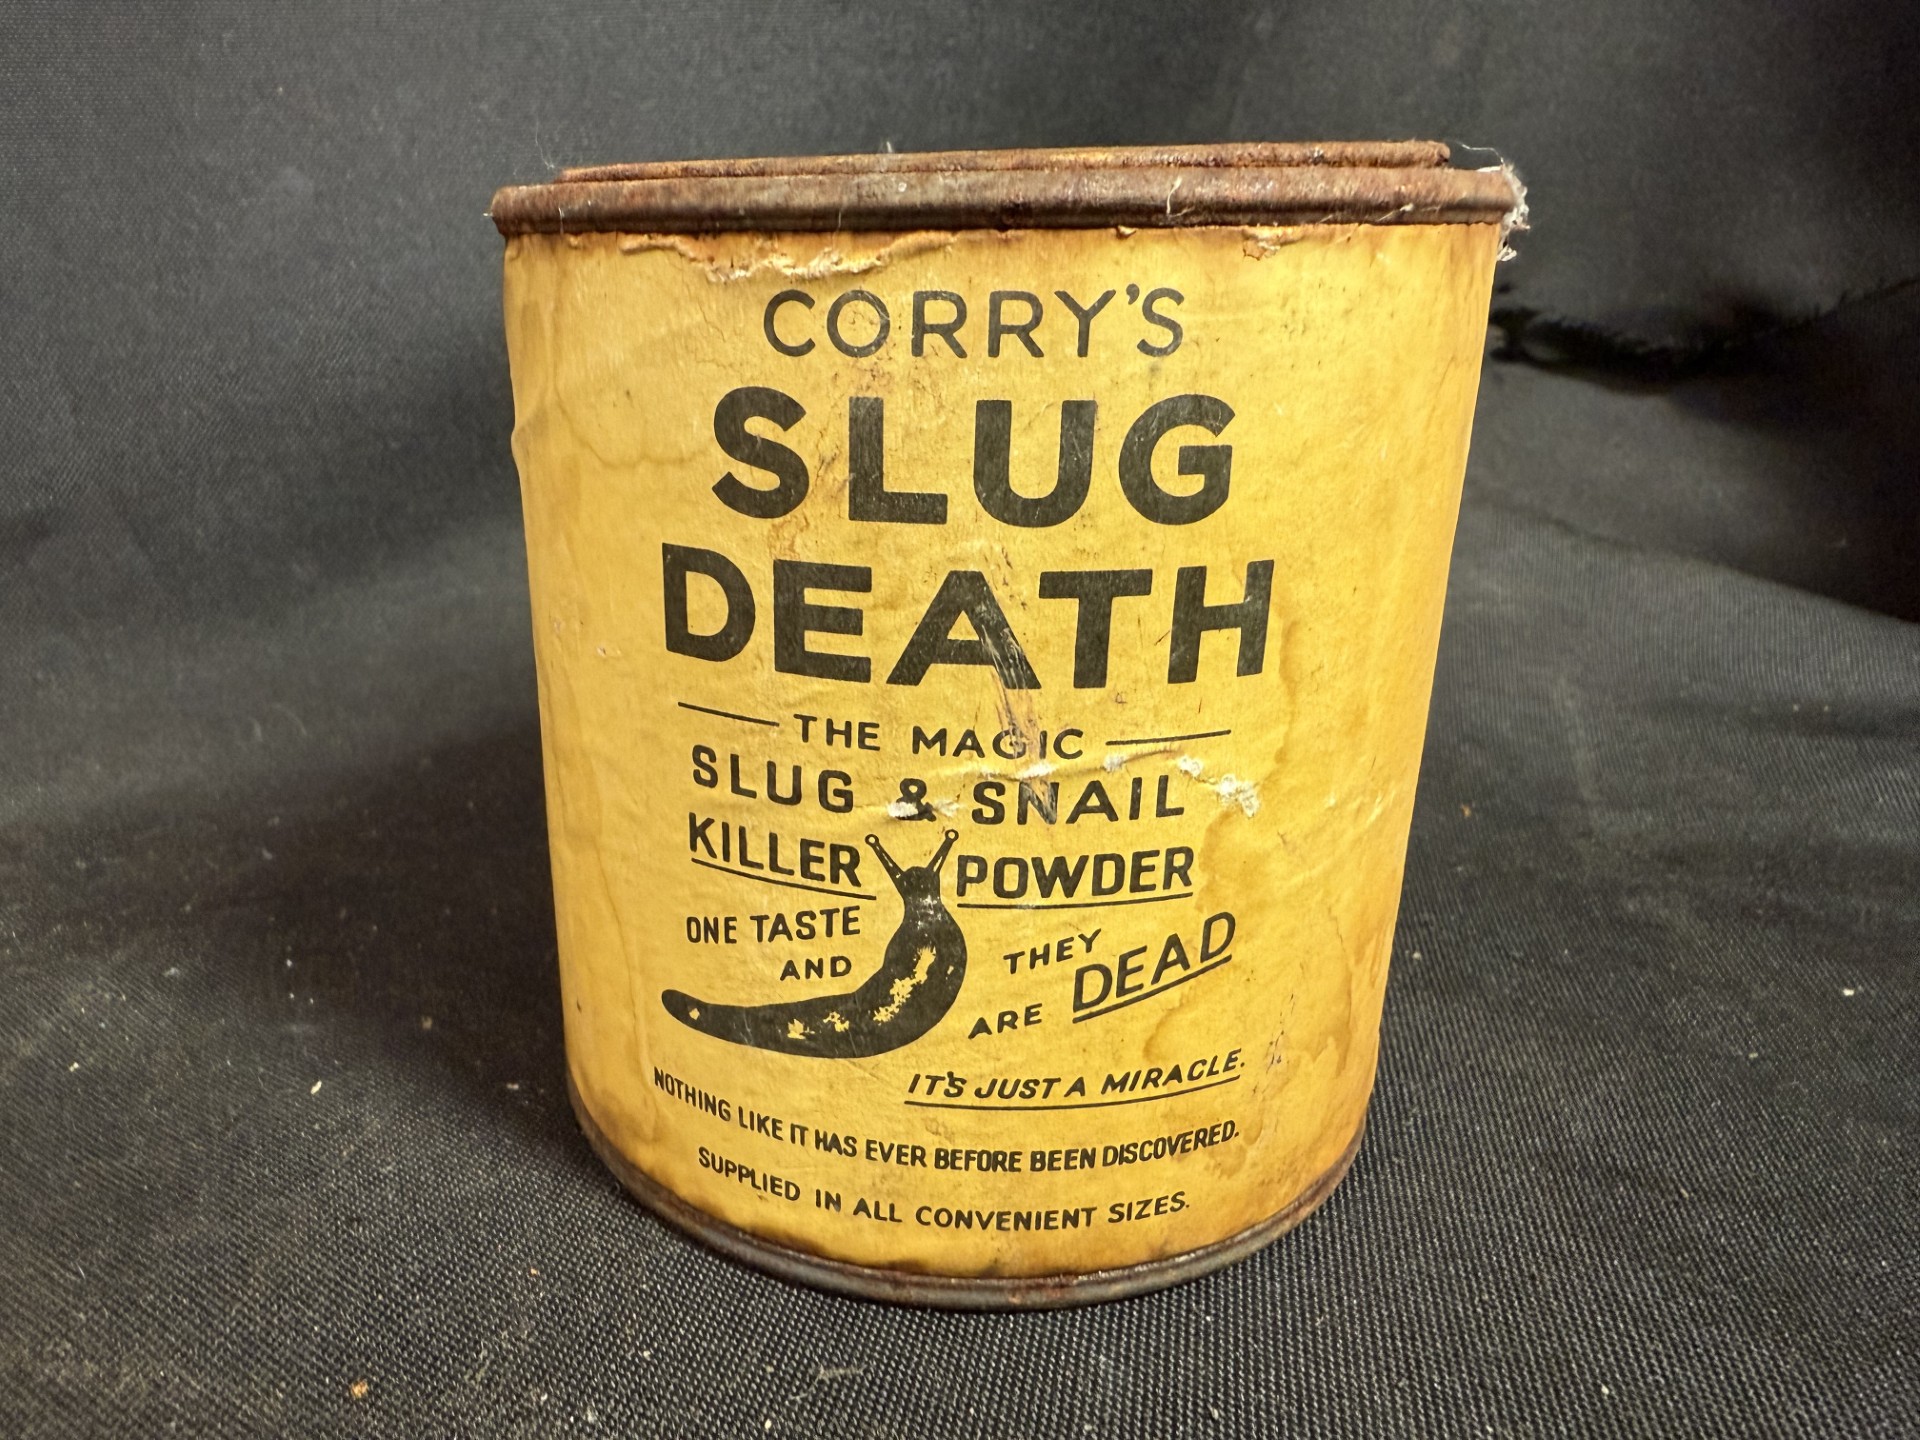 CORRY'S
SLUG
DEATH
THE MAGIC
SLUG & SNAIL
KILLER POWDER
ONE TASTE
AND
THEY
ARE DEAD
IT'S JUST A MIRACLE.
NOTHING LIKE IT HAS EVER BEFORE BEEN DISCOVERED.
SUPPLIED IN ALL CONVENIENT SIZES.